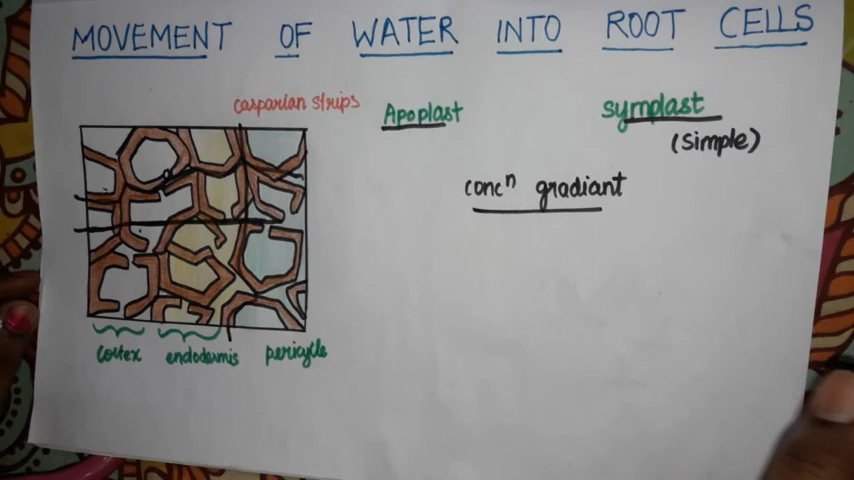 MOVEMENT OF WATER INTO ROOT CELLS
casparian strips
Apoplast
symplast
(simple)
concⁿ gradiant
cortex endodermis pericycle